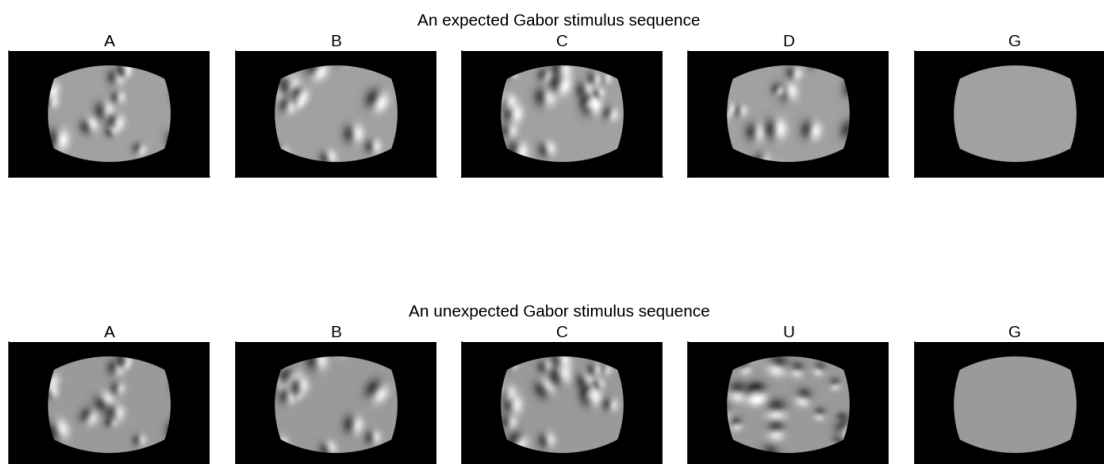 An expected Gabor stimulus sequence
A B C D G
An unexpected Gabor stimulus sequence
A B C U G